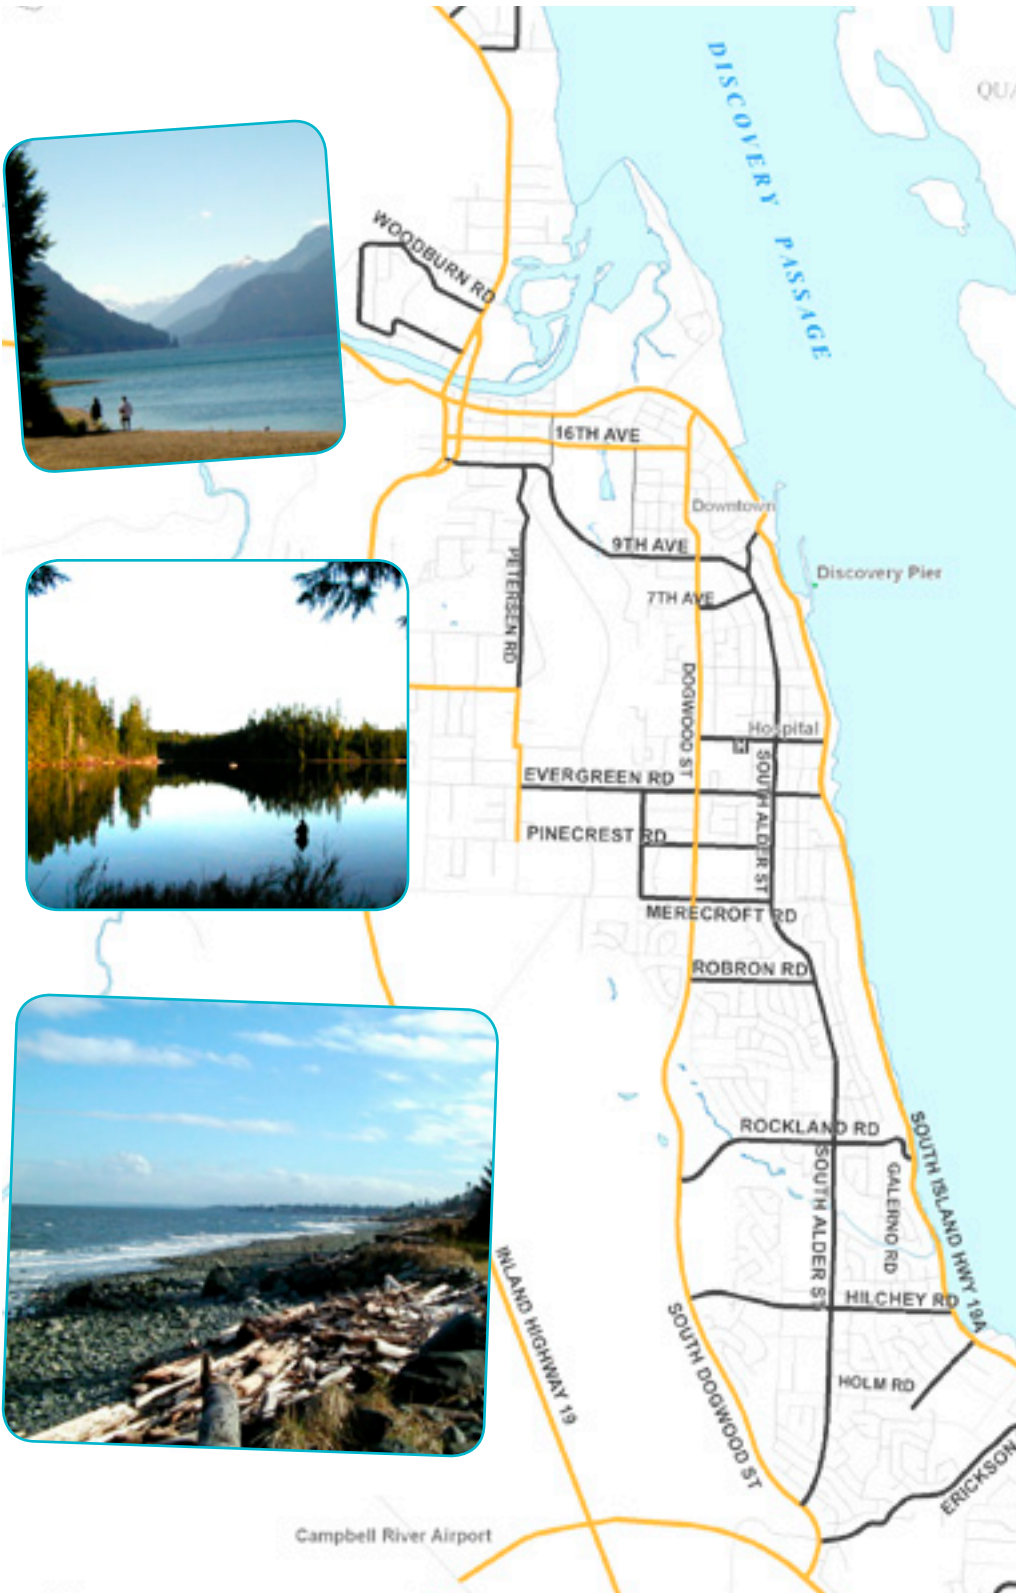 DISCOVERY PASSAGE
QUA
WOODBURN RD
16TH AVE
Downtown
9TH AVE
Discovery Pier
PETERSEN RD
7TH AVE
DOGWOOD ST
Hospital
H
SOUTH ALDER ST
EVERGREEN RD
PINECREST RD
MERECROFT RD
ROBRON RD
ROCKLAND RD
SOUTH ISLAND HWY 19A
SOUTH ALDER ST
GALERNO RD
INLAND HIGHWAY 19
HILCHEY RD
SOUTH DOGWOOD ST
HOLM RD
ERICKSON
Campbell River Airport